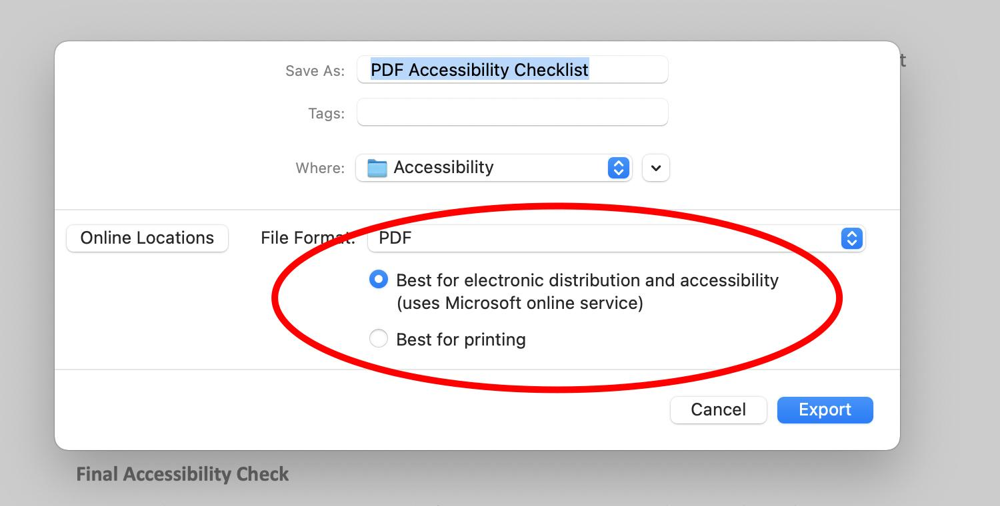 Save As: PDF Accessibility Checklist
t
Tags:
Where: Accessibility
Online Locations File Format: PDF
Best for electronic distribution and accessibility
(uses Microsoft online service)
Best for printing
Cancel Export
Final Accessibility Check